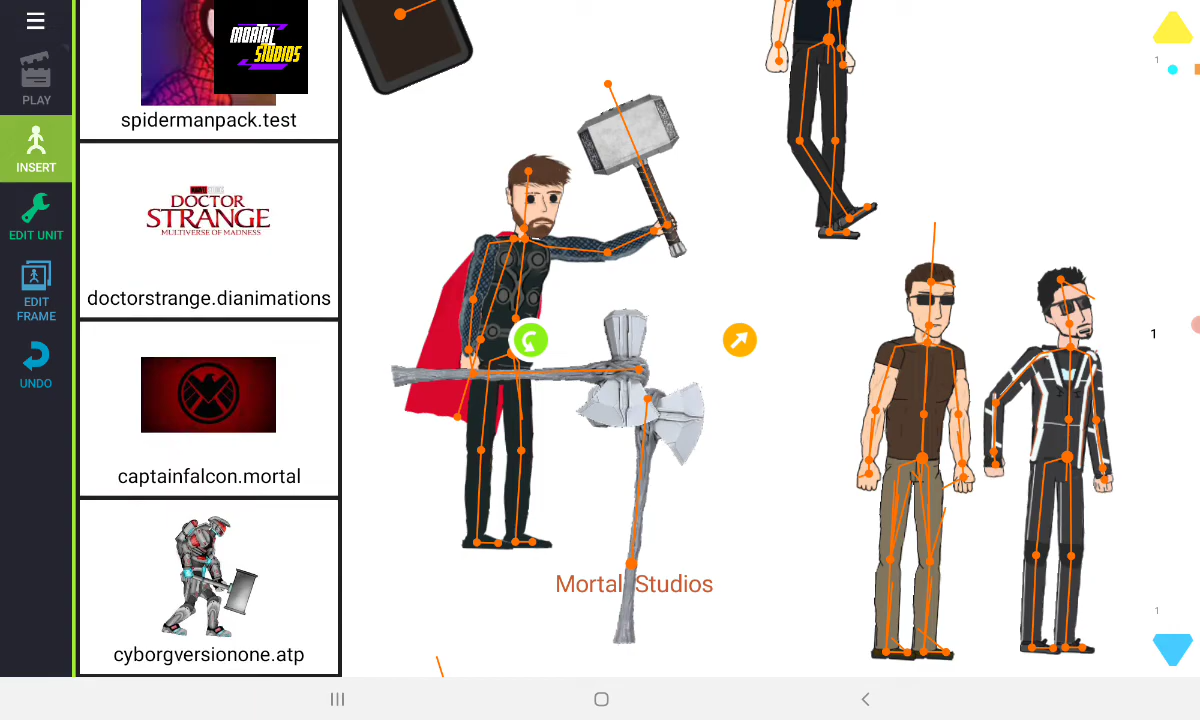 PLAY
INSERT
EDIT UNIT
EDIT
FRAME
UNDO
MORTAL
STUDIOS
spidermanpack.test
DOCTOR
STRANGE
MULTIVERSE OF MADNESS
doctorstrange.dianimations
captainfalcon.mortal
cyborgversionone.atp
Mortal Studios
1
1
1